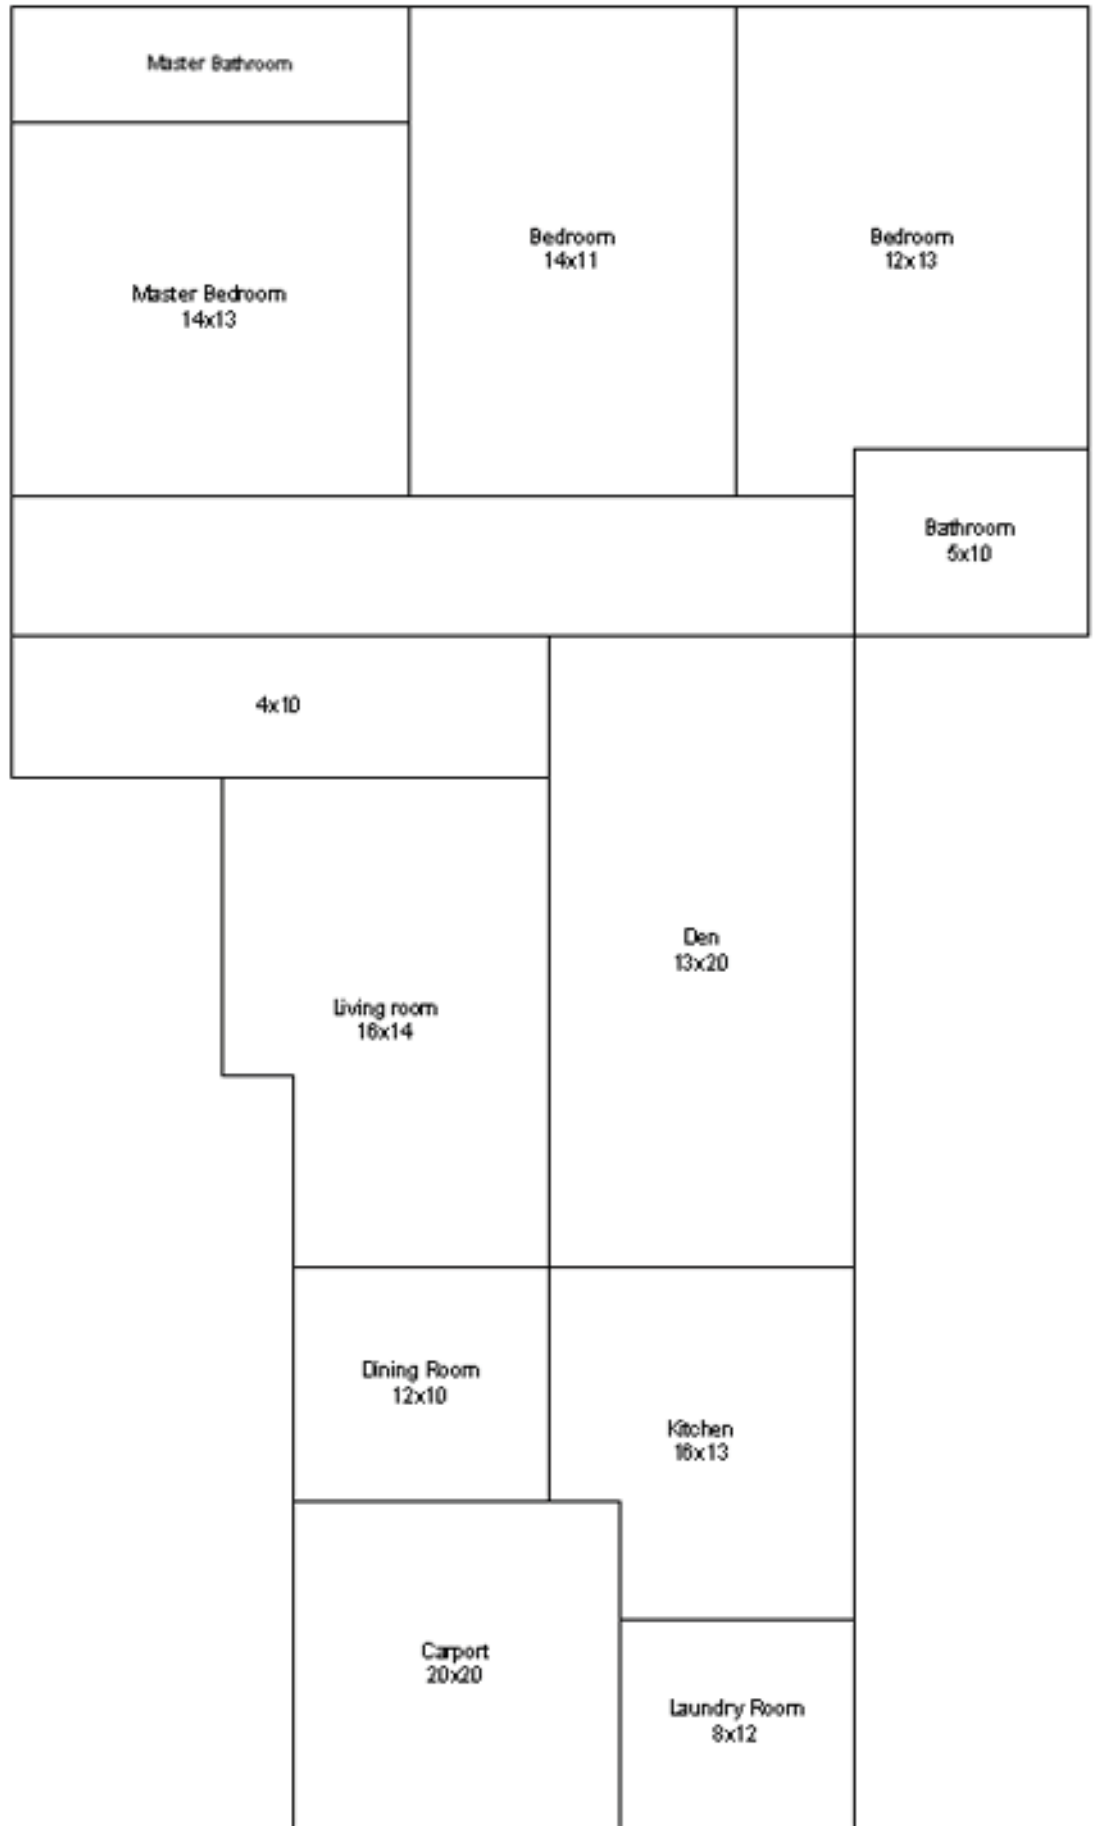 Master Bathroom
Bedroom
14x11
Bedroom
12x13
Master Bedroom
14x13
Bathroom
5x10
4x10
Den
13x20
Living room
16x14
Dining Room
12x10
Kitchen
16x13
Carport
20x20
Laundry Room
8x12